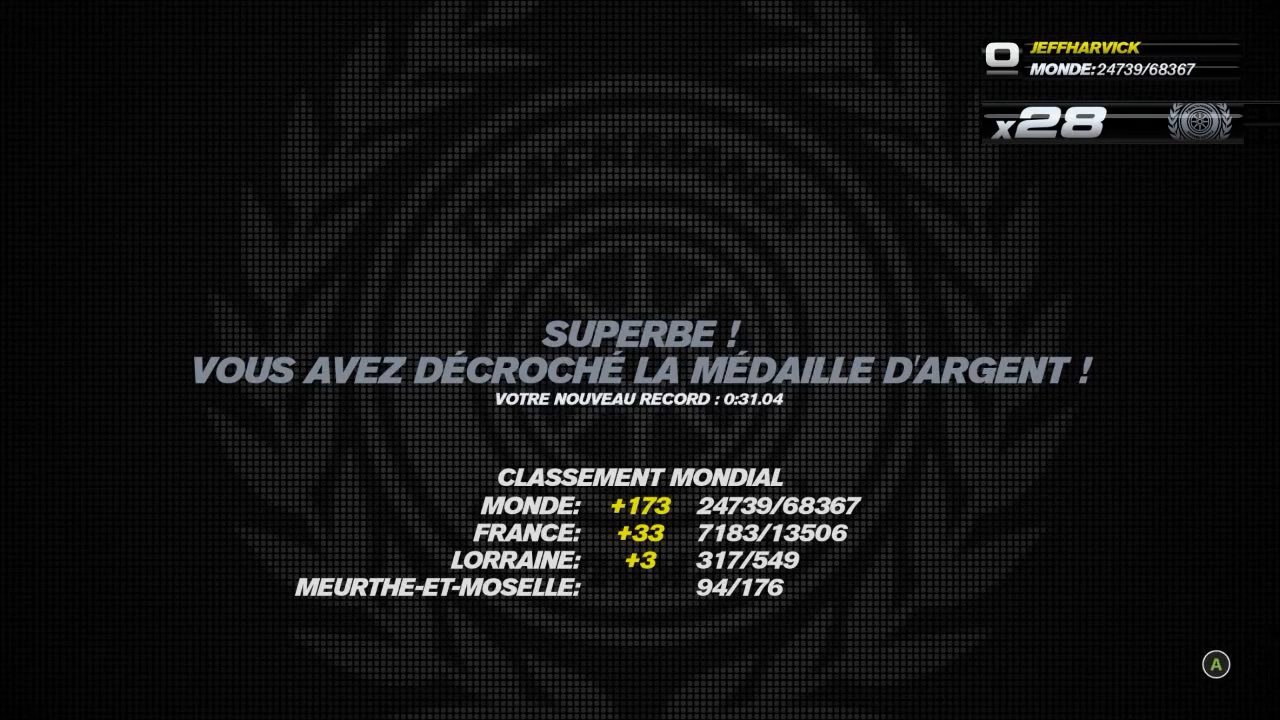 0 JEFFHARVICK
MONDE: 24739/68367
x28
SUPERBE !
VOUS AVEZ DÉCROCHÉ LA MÉDAILLE D'ARGENT !
VOTRE NOUVEAU RECORD : 0:31.04
CLASSEMENT MONDIAL
MONDE: +173 24739/68367
FRANCE: +33 7183/13506
LORRAINE: +3 317/549
MEURTHE-ET-MOSELLE: 94/176
A